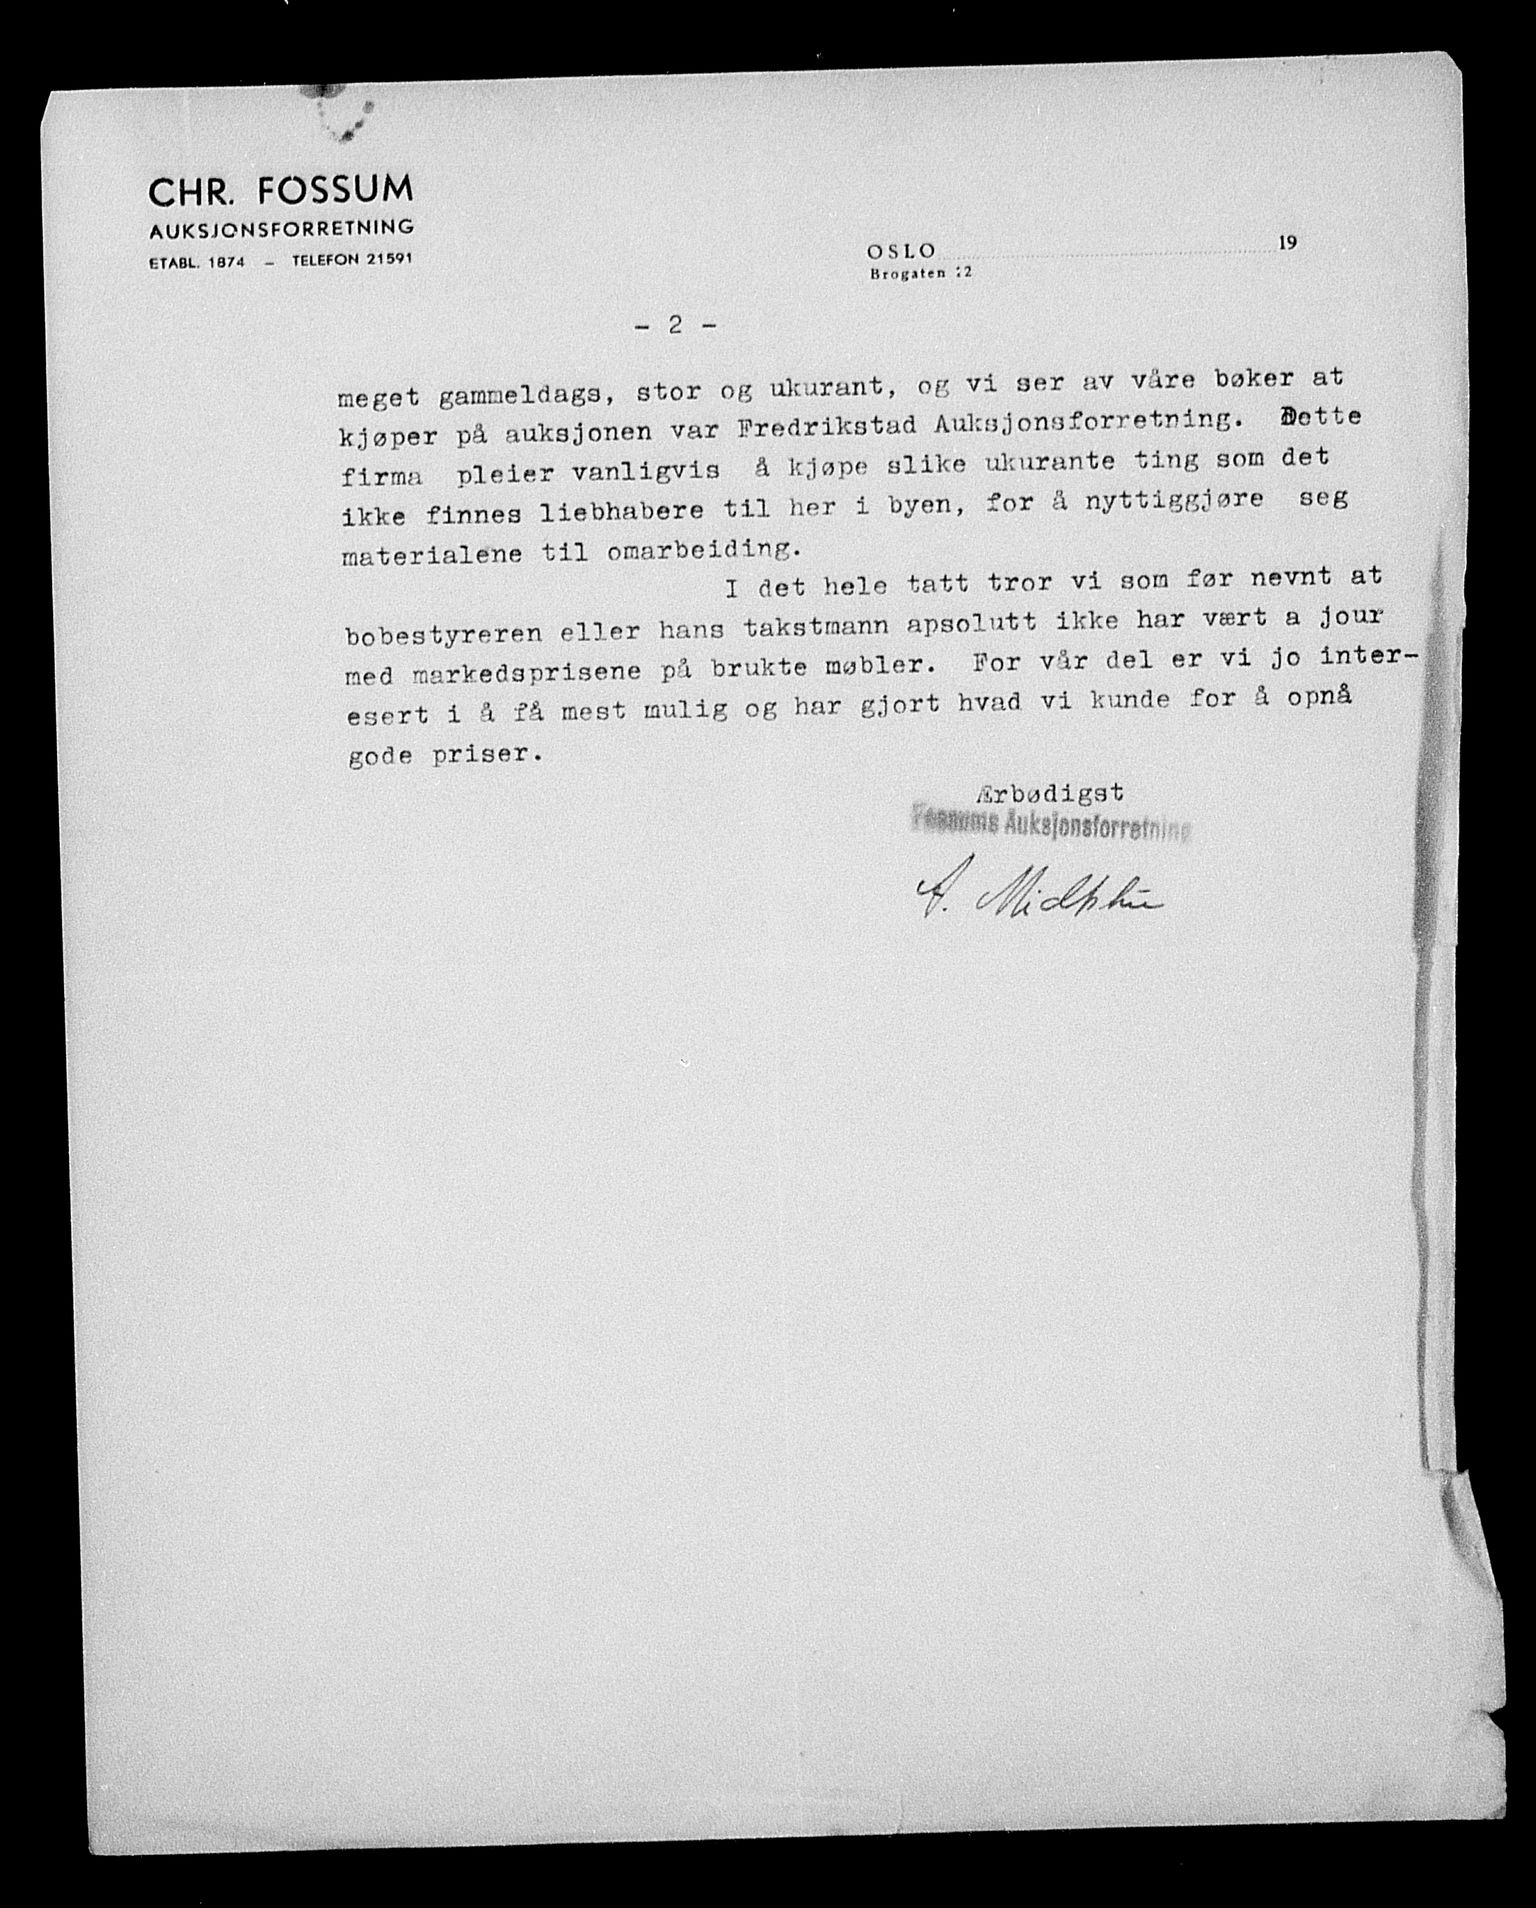 CHR. FOSSUM
AUKSJONSFORRETNING
ETABL. 1874 – TELEFON 21591
OSLO 19
Brogaten
- 2 -
meget gammeldags, stor og ukurant, og vi ser av våre bøker at
kjøper på auksjonen var Fredrikstad Auksjonsforretning. Dette
firma pleier vanligvis å kjøpe slike ukurante ting som det
ikke finnes liebhabere til her i byen, for å nyttiggjøre seg
materialene til omarbeiding.
I det hele tatt tror vi som før nevnt at
bobestyreren eller hans takstmann apsolutt ikke har vært a jour
med markedsprisene på brukte møbler. For vår del er vi jo inter-
esert i å få mest mulig og har gjort hvad vi kunde for å opnå
gode priser.
Ærbødigst
Fossums Auksjonsforretning
A.